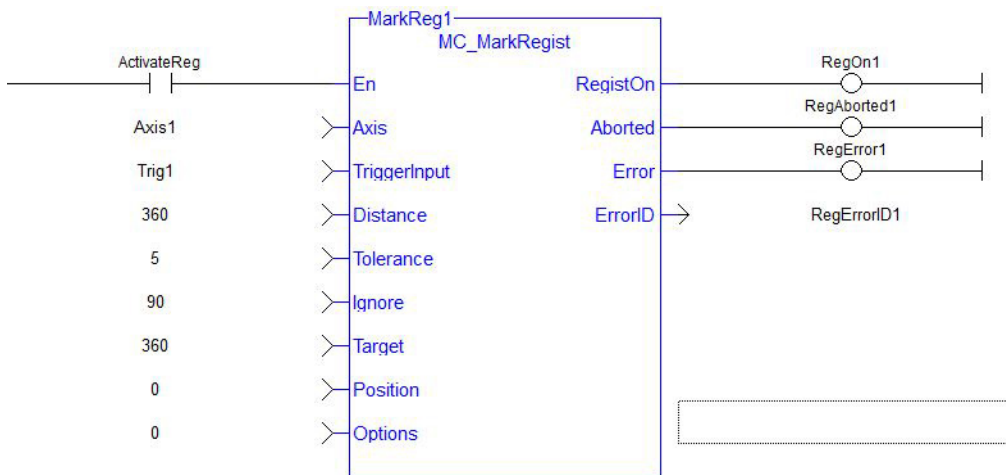 MarkReg1
MC_MarkRegist
ActivateReg
En
RegistOn
RegOn1
Axis1
Axis
Aborted
RegAborted1
Trig1
TriggerInput
Error
RegError1
360
Distance
ErrorID
RegErrorID1
5
Tolerance
90
Ignore
360
Target
0
Position
0
Options